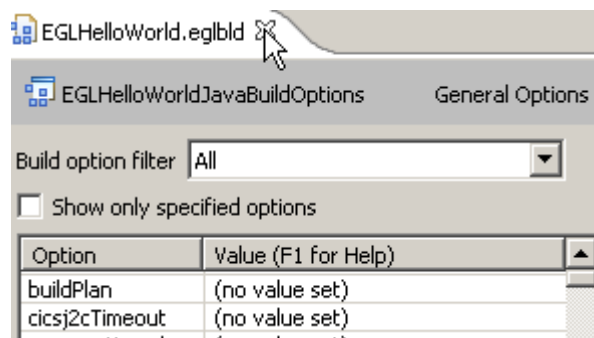 EGLHelloWorld.eglbld
EGLHelloWorldJavaBuildOptions General Options
Build option filter All
Show only specified options
Option Value (F1 for Help)
buildPlan (no value set)
cicsj2cTimeout (no value set)